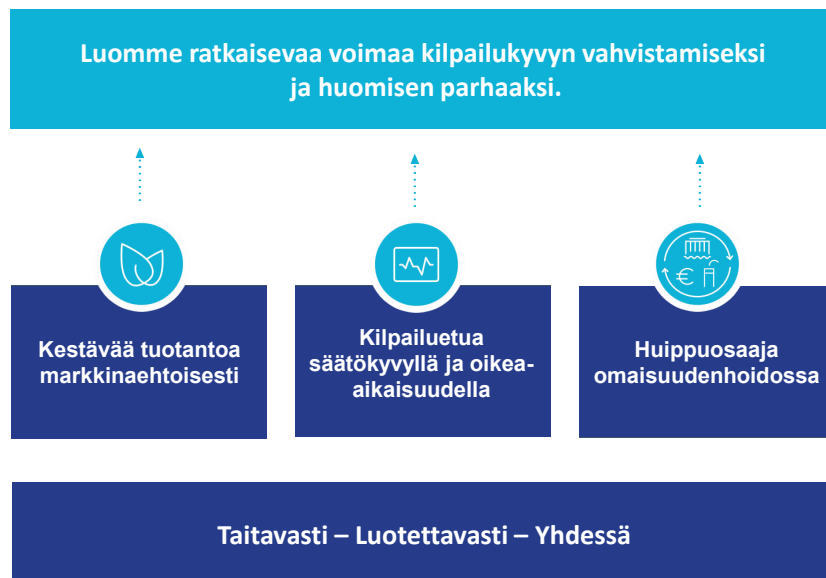 Luomme ratkaisevaa voimaa kilpailukyvyn vahvistamiseksi
ja huomisen parhaaksi.
Kestävää tuotantoa
markkinaehtoisesti
Kilpailuetua
säätökyvyllä ja oikea-
aikaisuudella
€
Huippuosaaja
omaisuudenhoidossa
Taitavasti – Luotettavasti – Yhdessä